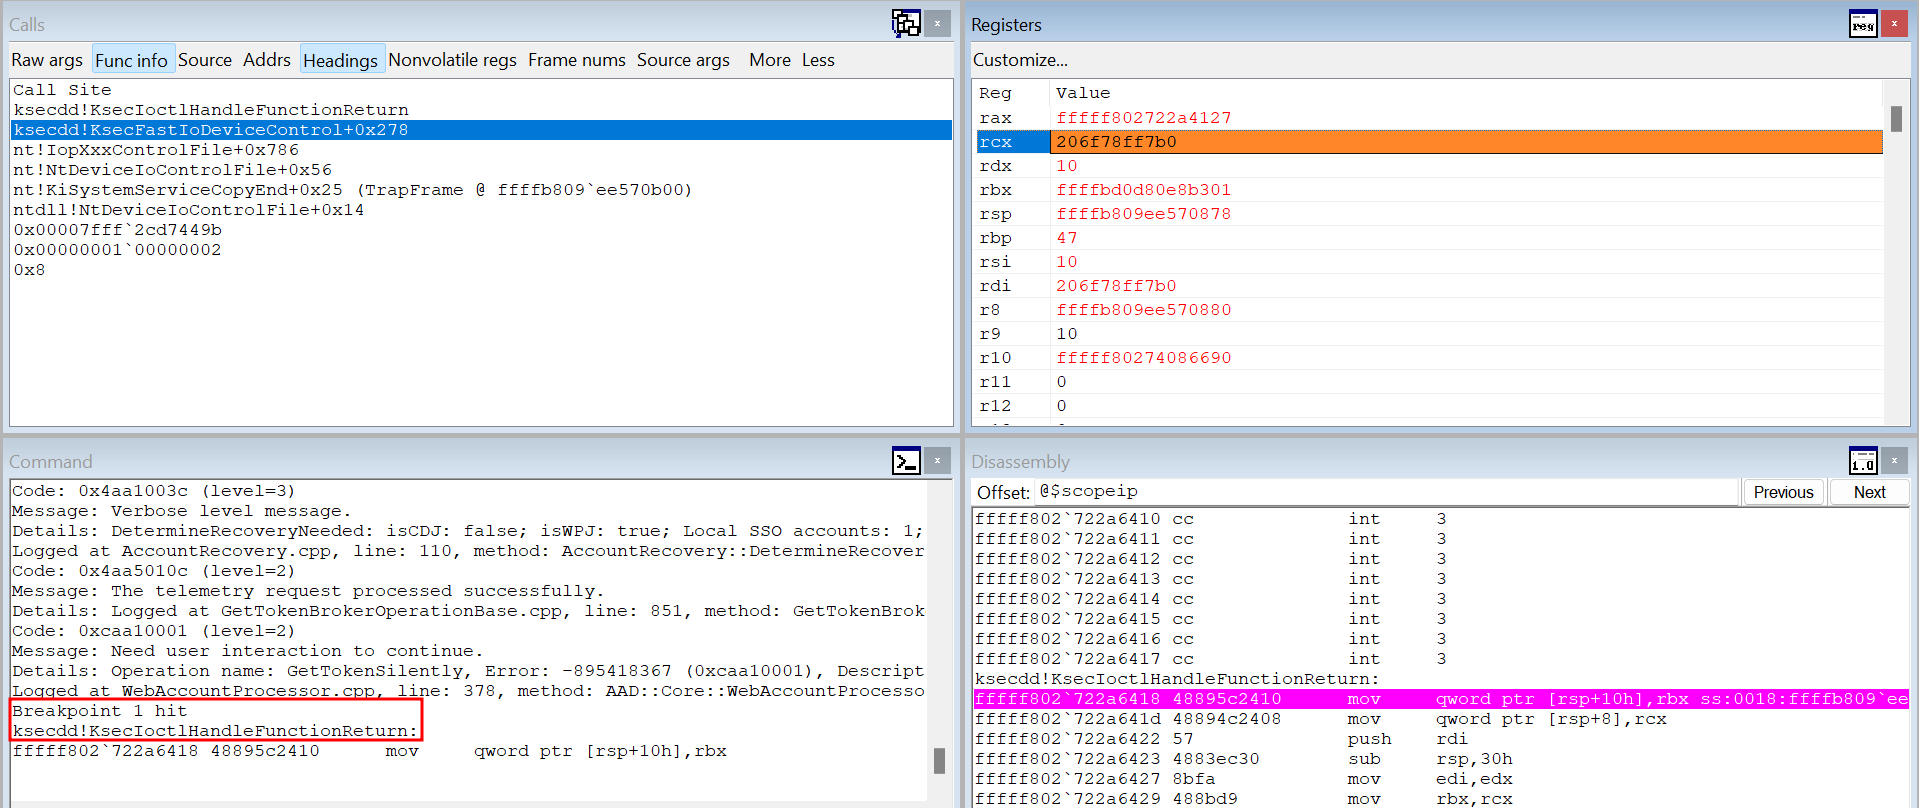 Calls
Raw args Func info Source Addrs Headings Nonvolatile regs Frame nums Source args More Less
Call Site
ksecdd!KsecIoctlHandleFunctionReturn
ksecdd!KsecFastIoDeviceControl+0x278
nt!IopXxxControlFile+0x786
nt!NtDeviceIoControlFile+0x56
nt!KiSystemServiceCopyEnd+0x25 (TrapFrame @ ffffb809`ee570b00)
ntdll!NtDeviceIoControlFile+0x14
0x00007fff`2cd7449b
0x00000001`00000002
0x8
Registers
reg
Customize...
Reg Value
rax fffff802722a4127
rcx 206f78ff7b0
rdx 10
rbx ffffbd0d80e8b301
rsp ffffb809ee570878
rbp 47
rsi 10
rdi 206f78ff7b0
r8 ffffb809ee570880
r9 10
r10 fffff80274086690
r11 0
r12 0
Command
Code: 0x4aa1003c (level=3)
Message: Verbose level message.
Details: DetermineRecoveryNeeded: isCDJ: false; isWPJ: true; Local SSO accounts: 1;
Logged at AccountRecovery.cpp, line: 110, method: AccountRecovery::DetermineRecover
Code: 0x4aa5010c (level=2)
Message: The telemetry request processed successfully.
Details: Logged at GetTokenBrokerOperationBase.cpp, line: 851, method: GetTokenBrok
Code: 0xcaa10001 (level=2)
Message: Need user interaction to continue.
Details: Operation name: GetTokenSilently, Error: -895418367 (0xcaa10001), Descript
Logged at WebAccountProcessor.cpp, line: 378, method: AAD::Core::WebAccountProcesso
Breakpoint 1 hit
ksecdd!KsecIoctlHandleFunctionReturn:
fffff802`722a6418 48895c2410 mov qword ptr [rsp+10h],rbx
Disassembly
1.0
Offset: @$scopeip Previous Next
fffff802`722a6410 cc int 3
fffff802`722a6411 cc int 3
fffff802`722a6412 cc int 3
fffff802`722a6413 cc int 3
fffff802`722a6414 cc int 3
fffff802`722a6415 cc int 3
fffff802`722a6416 cc int 3
fffff802`722a6417 cc int 3
ksecdd!KsecIoctlHandleFunctionReturn:
fffff802`722a6418 48895c2410 mov qword ptr [rsp+10h],rbx ss:0018:ffffb809`ee
fffff802`722a641d 48894c2408 mov qword ptr [rsp+8],rcx
fffff802`722a6422 57 push rdi
fffff802`722a6423 4883ec30 sub rsp,30h
fffff802`722a6427 8bfa mov edi,edx
fffff802`722a6429 488bd9 mov rbx,rcx